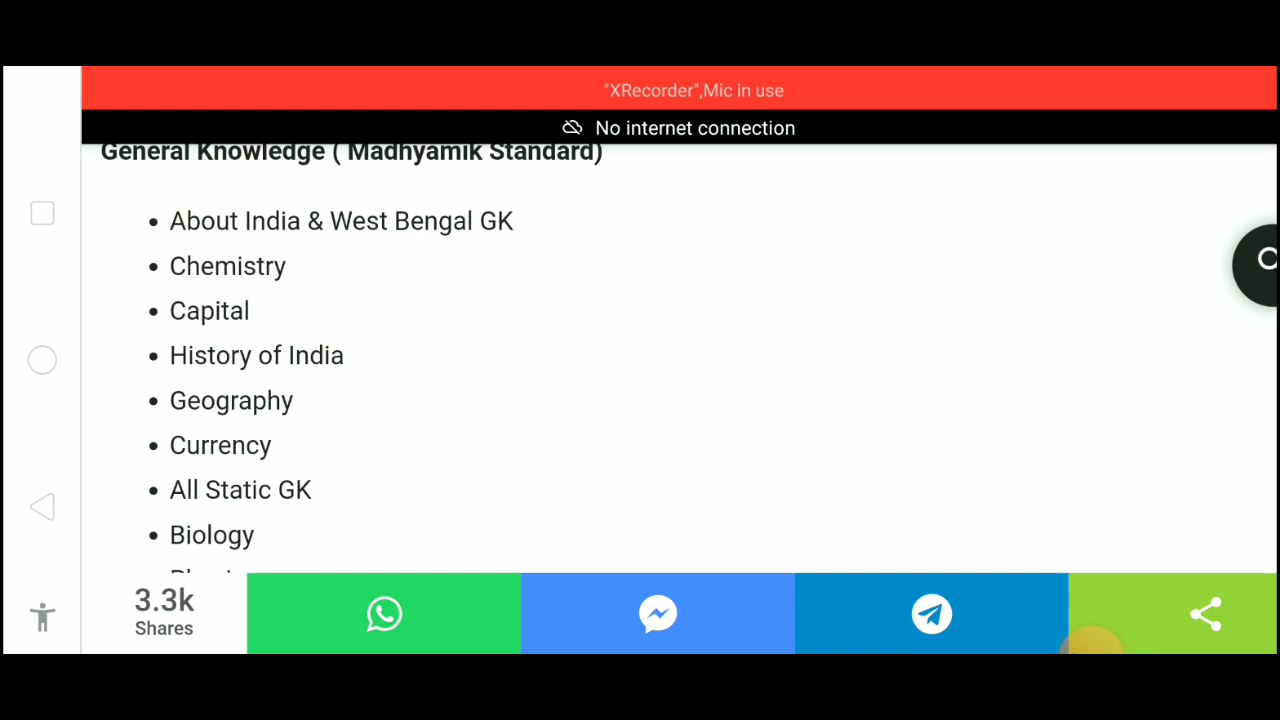 "XRecorder",Mic in use
No internet connection
General Knowledge ( Madhyamik Standard)
• About India & West Bengal GK
• Chemistry
• Capital
• History of India
• Geography
• Currency
• All Static GK
• Biology
3.3k
Shares